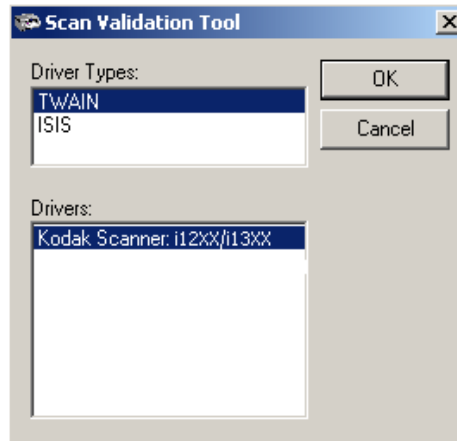 Scan Validation Tool
Driver Types:
OK
TWAIN
ISIS
Cancel
Drivers:
Kodak Scanner: i12XX/i13XX